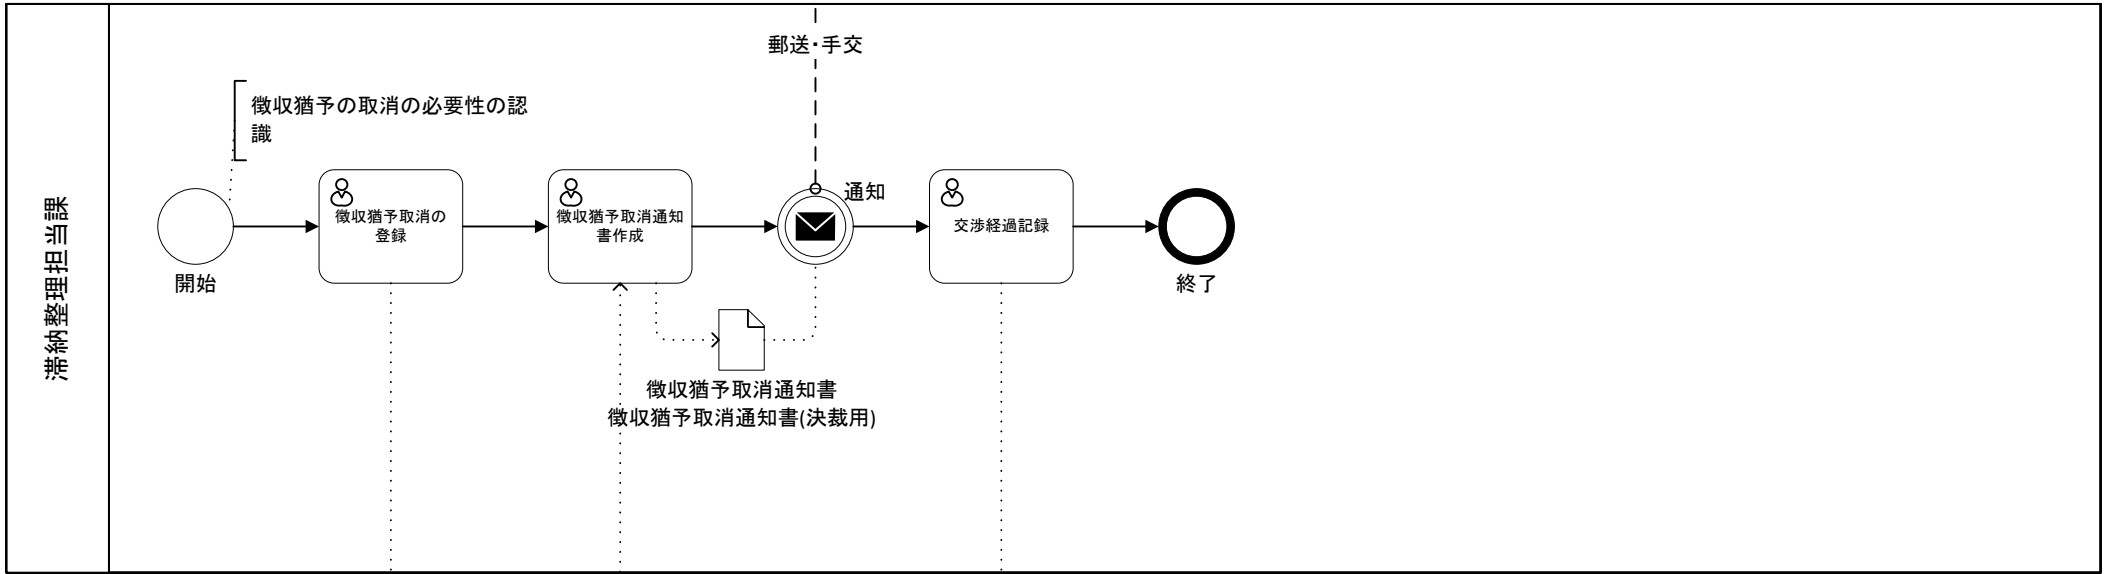 滞納整理担当課
郵送・手交
徴収猶予の取消の必要性の認
識
開始
徴収猶予取消の
登録
徴収猶予取消通知
書作成
通知
交渉経過記録
終了
徴収猶予取消通知書
徴収猶予取消通知書(決裁用)